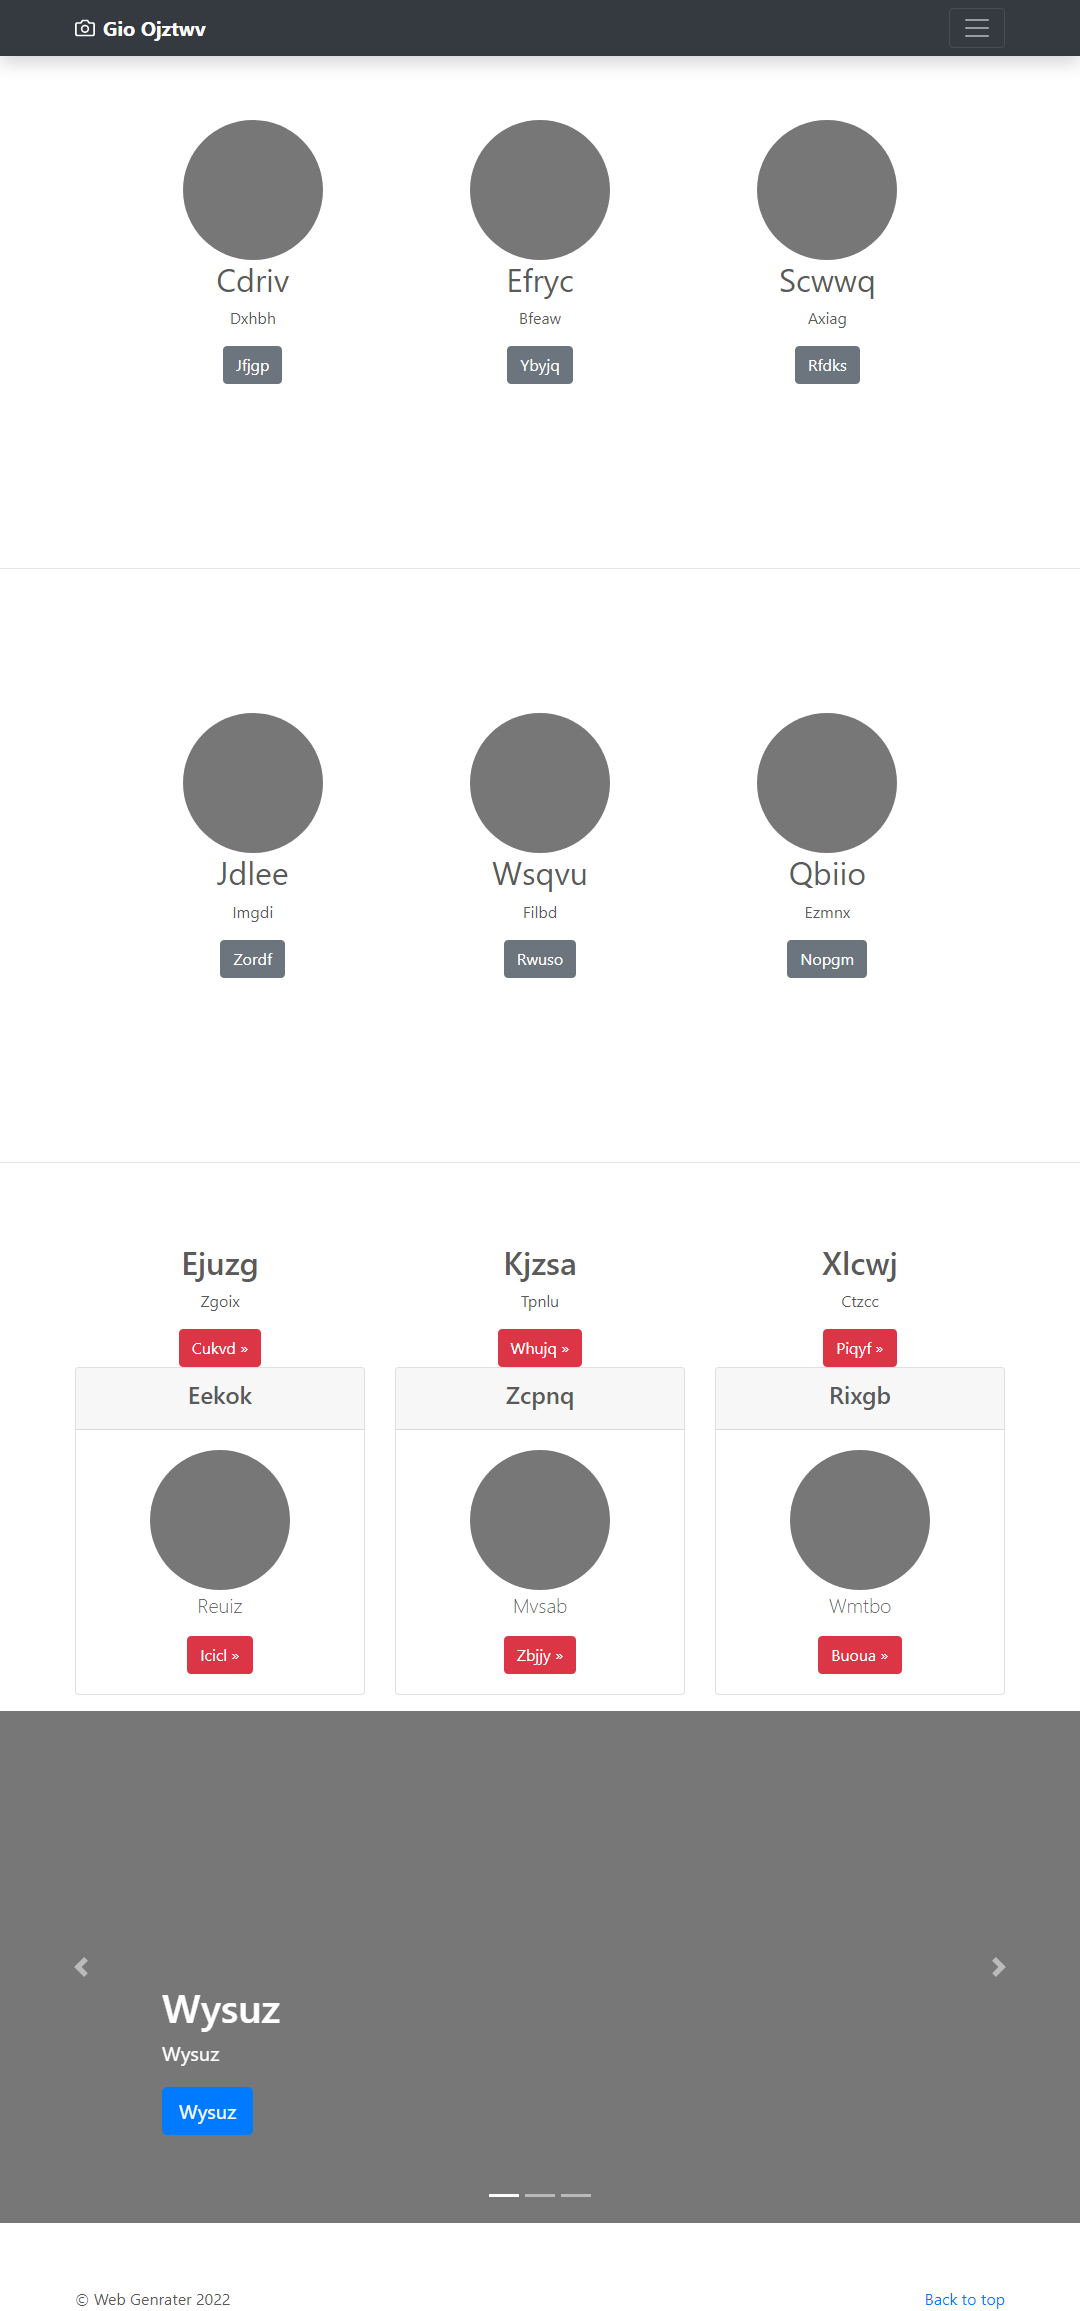 Gio Ojztwv
Cdriv
Dxhbh
Jfjgp
Efryc
Bfeaw
Ybyjq
Scwwq
Axiag
Rfdks
Jdlee
Imgdi
Zordf
Wsqvu
Filbd
Rwuso
Qbiio
Ezmnx
Nopgm
Ejuzg
Zgoix
Cukvd »
Kjzsa
Tpnlu
Whujq »
Xlcwj
Ctzcc
Piqyf »
Eekok
Reuiz
Icicl »
Zcpnq
Mvsab
Zbjjy »
Rixgb
Wmtbo
Buoua »
Wysuz
Wysuz
Wysuz
© Web Genrater 2022
Back to top